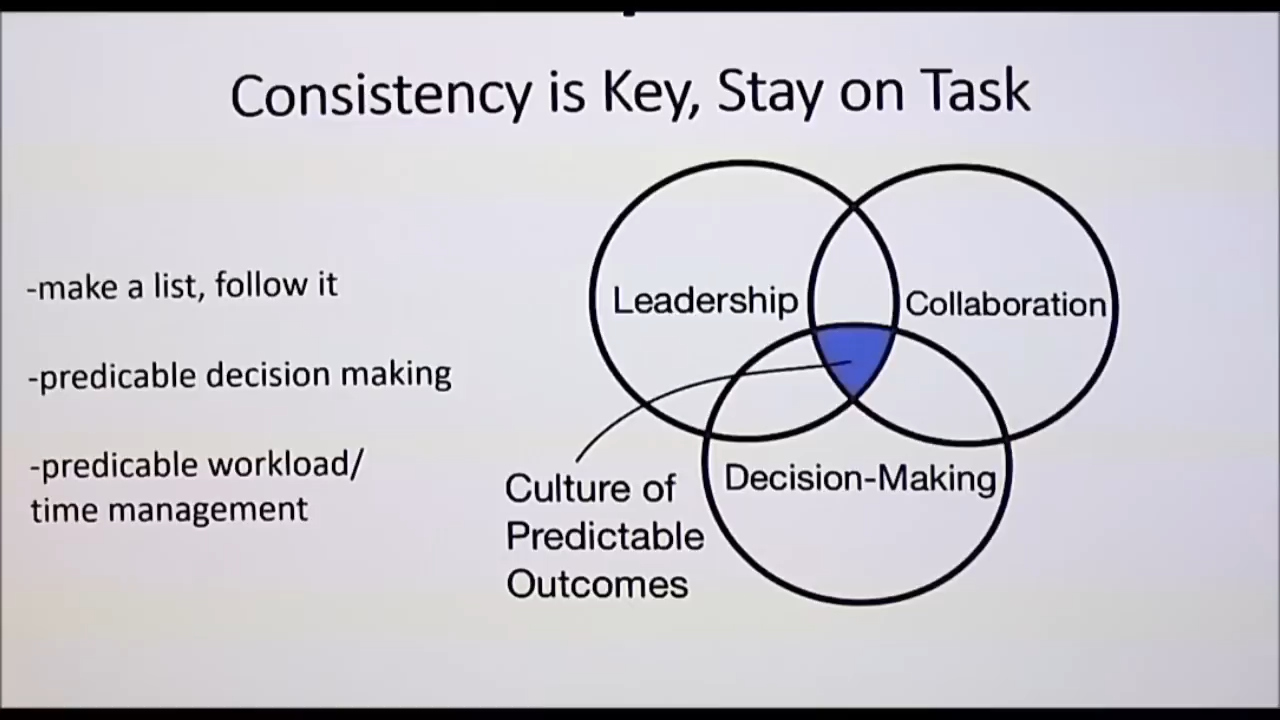 Consistency is Key, Stay on Task
-make a list, follow it
-predicable decision making
-predicable workload/
time management
Leadership
Collaboration
Decision-Making
Culture of
Predictable
Outcomes